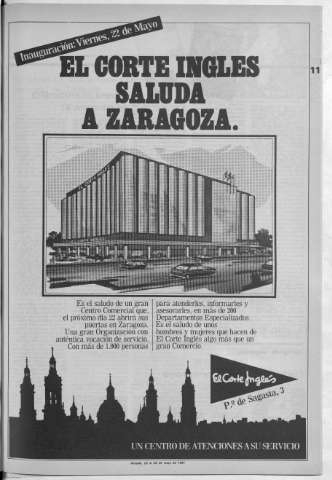 Inauguración: Viernes, 22 de Mayo
11
EL CORTE INGLES
SALUDA
A ZARAGOZA.
Es el saludo de un gran
Centro Comercial que,
el próximo día 22 abrirá sus
puertas en Zaragoza.
Una gran Organización con
auténtica vocación de servicio.
Con más de 1.000 personas
para atenderles, informarles y
asesorarles, en más de 200
Departamentos Especializados.
Es el saludo de unos
hombres y mujeres que hacen de
El Corte Inglés algo más que un
gran Comercio.
El Corte Inglés
P.º de Sagasta, 3
UN CENTRO DE ATENCIONES A SU SERVICIO